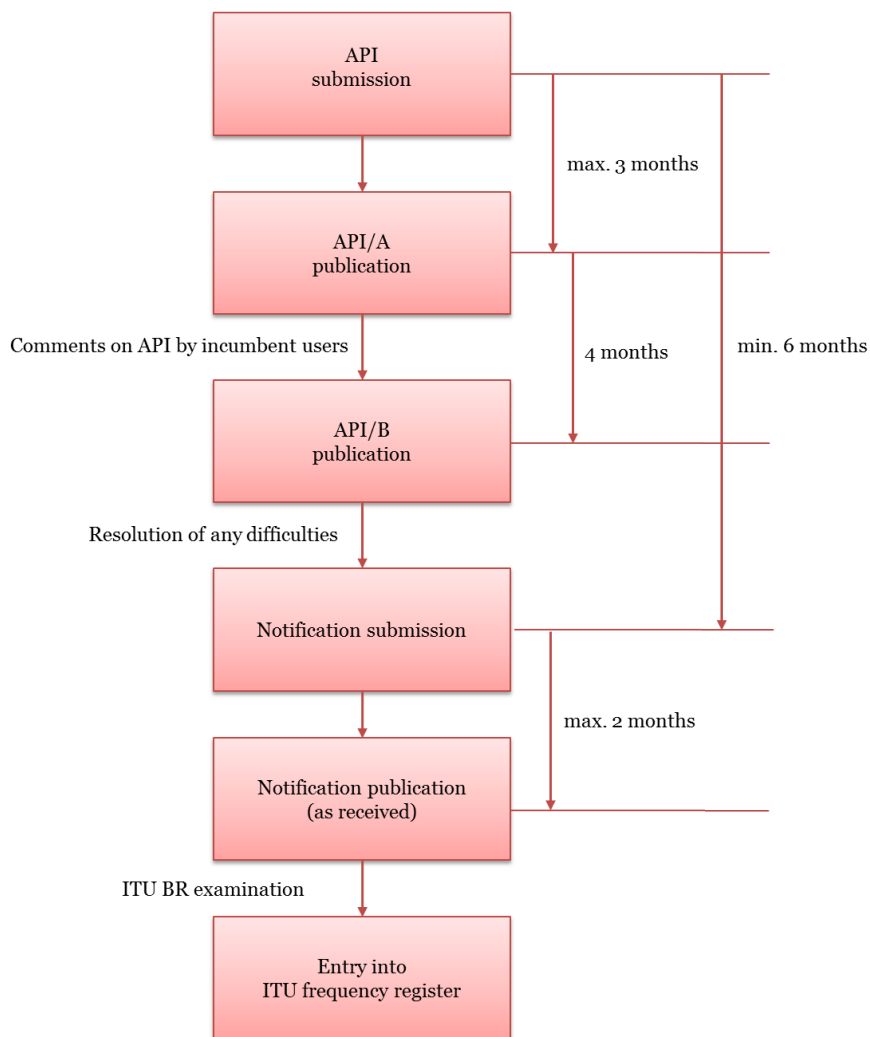 API
submission
max. 3 months
API/A
publication
Comments on API by incumbent users
4 months
min. 6 months
API/B
publication
Resolution of any difficulties
Notification submission
max. 2 months
Notification publication
(as received)
ITU BR examination
Entry into
ITU frequency register